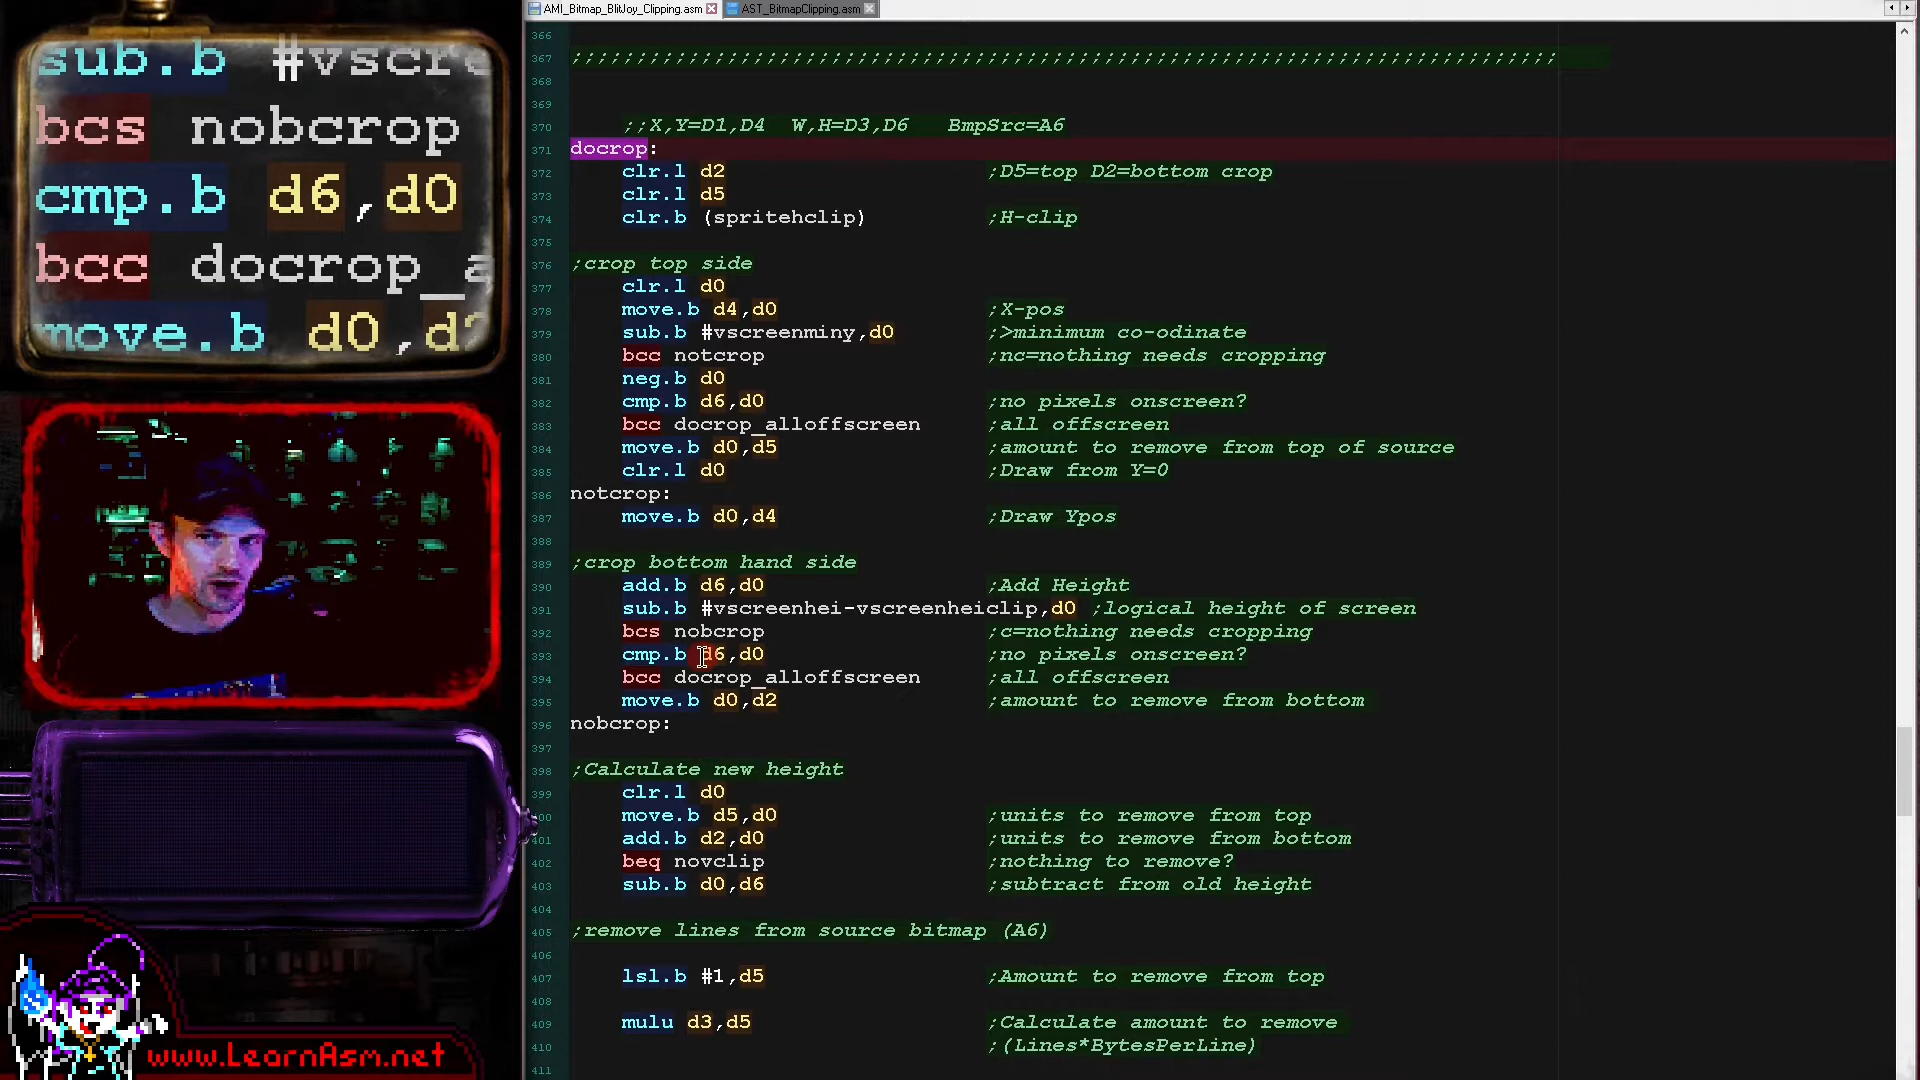 AMI_Bitmap_BlitJoy_Clipping.asm AST_BitmapClipping.asm
sub.b #vscre
bcs nobcrop
cmp.b d6,d0
bcc docrop_a
move.b d0,d2
366
367 ;;;;;;;;;;;;;;;;;;;;;;;;;;;;;;;;;;;;;;;;;;;;;;;;;;;;;;;;;;;;;;;;;;;;;;;;;;;;
368
369
370 ;;X,Y=D1,D4 W,H=D3,D6 BmpSrc=A6
371 docrop:
372 clr.l d2 ;D5=top D2=bottom crop
373 clr.l d5
374 clr.b (spritehclip) ;H-clip
375
376 ;crop top side
377 clr.l d0
378 move.b d4,d0 ;X-pos
379 sub.b #vscreenminy,d0 ;>minimum co-odinate
380 bcc notcrop ;nc=nothing needs cropping
381 neg.b d0
382 cmp.b d6,d0 ;no pixels onscreen?
383 bcc docrop_alloffscreen ;all offscreen
384 move.b d0,d5 ;amount to remove from top of source
385 clr.l d0 ;Draw from Y=0
386 notcrop:
387 move.b d0,d4 ;Draw Ypos
388
389 ;crop bottom hand side
390 add.b d6,d0 ;Add Height
391 sub.b #vscreenhei-vscreenheiclip,d0 ;logical height of screen
392 bcs nobcrop ;c=nothing needs cropping
393 cmp.b d6,d0 ;no pixels onscreen?
394 bcc docrop_alloffscreen ;all offscreen
395 move.b d0,d2 ;amount to remove from bottom
396 nobcrop:
397
398 ;Calculate new height
399 clr.l d0
400 move.b d5,d0 ;units to remove from top
401 add.b d2,d0 ;units to remove from bottom
402 beq novclip ;nothing to remove?
403 sub.b d0,d6 ;subtract from old height
404
405 ;remove lines from source bitmap (A6)
406
407 lsl.b #1,d5 ;Amount to remove from top
408
409 mulu d3,d5 ;Calculate amount to remove
410 ;(Lines*BytesPerLine)
411
www.LearnAsm.net